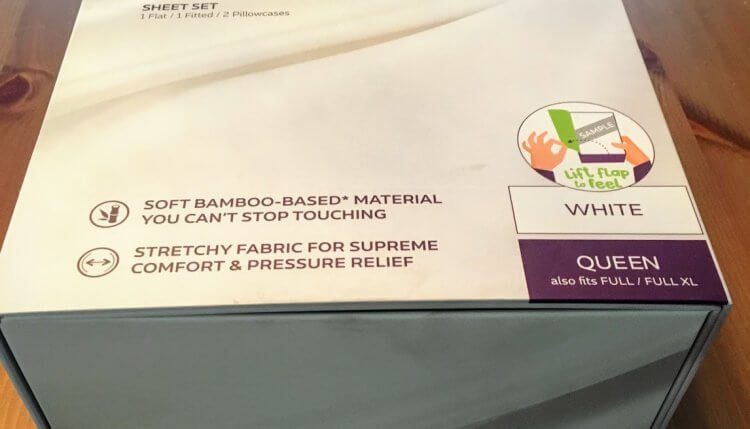 SHEET SET
1 Flat / 1 Fitted / 2 Pillowcases
SAMPLE
Lift flap
to feel
SOFT BAMBOO-BASED* MATERIAL
YOU CAN'T STOP TOUCHING
WHITE
STRETCHY FABRIC FOR SUPREME
COMFORT & PRESSURE RELIEF
QUEEN
also fits FULL / FULL XL